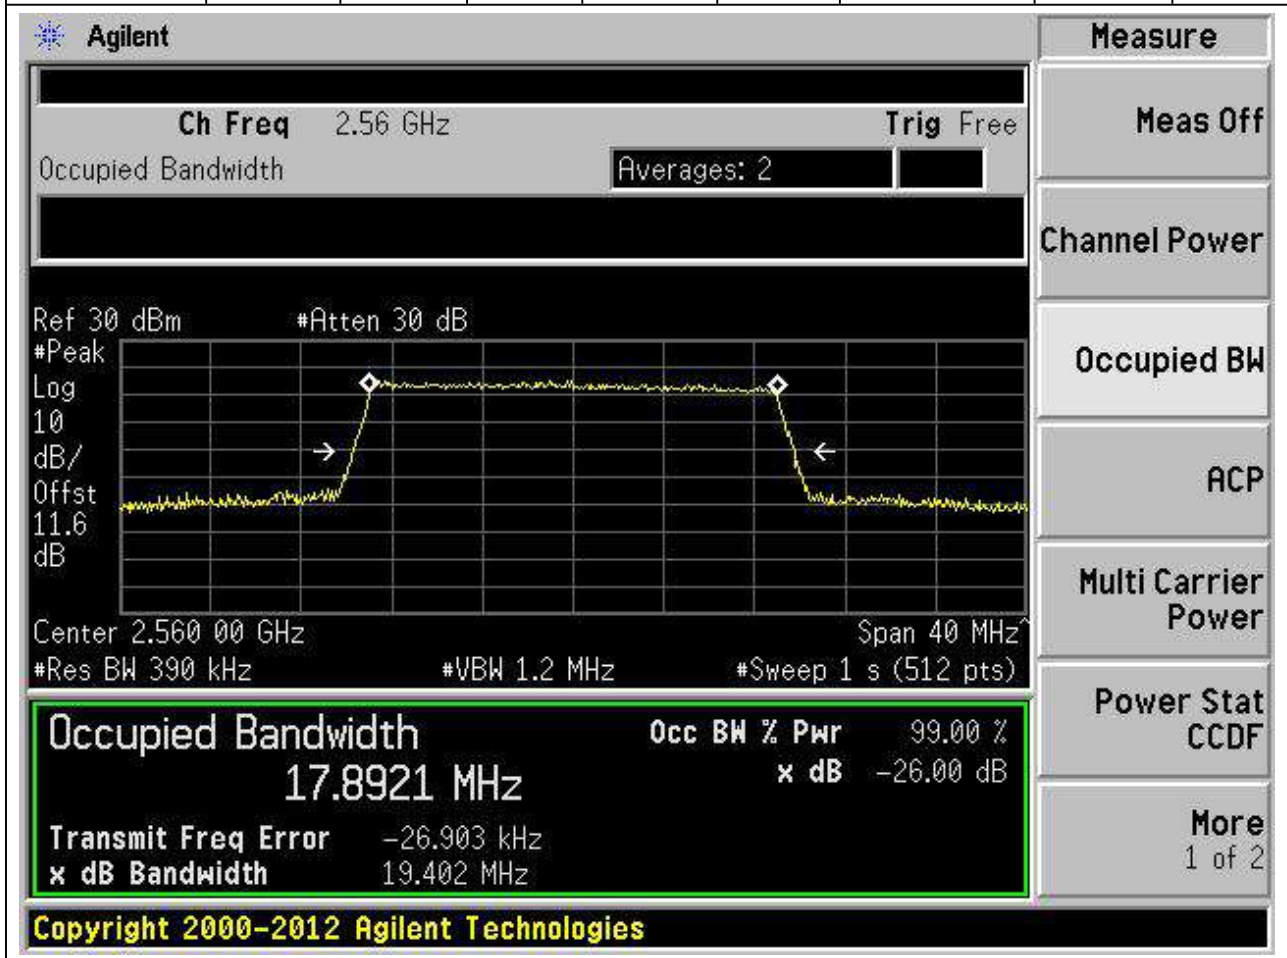 Agilent
Measure
Ch Freq 2.56 GHz Trig Free
Meas Off
Occupied Bandwidth Averages: 2
Channel Power
Ref 30 dBm #Atten 30 dB
#Peak
Log
10
dB/
Offst
11.6
dB
Occupied BW
ACP
Center 2.560 00 GHz Span 40 MHz^
#Res BW 390 kHz #VBW 1.2 MHz #Sweep 1 s (512 pts)
Multi Carrier
Power
Occupied Bandwidth Occ BW % Pwr 99.00 %
17.8921 MHz x dB -26.00 dB
Transmit Freq Error -26.903 kHz
x dB Bandwidth 19.402 MHz
Power Stat
CCDF
More
1 of 2
Copyright 2000-2012 Agilent Technologies